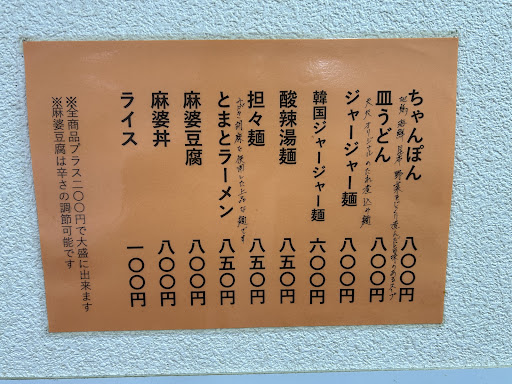 ちゃんぽん 八〇〇円
皿うどん 八〇〇円
ジャージャー麺 八〇〇円
韓国ジャージャー麺 六〇〇円
酸辣湯麺 八五〇円
担々麺 八五〇円
とまとラーメン 八五〇円
麻婆豆腐 八〇〇円
麻婆丼 八〇〇円
ライス 一〇〇円
※全商品プラス二〇〇円で大盛に出来ます
※麻婆豆腐は辛さの調節可能です